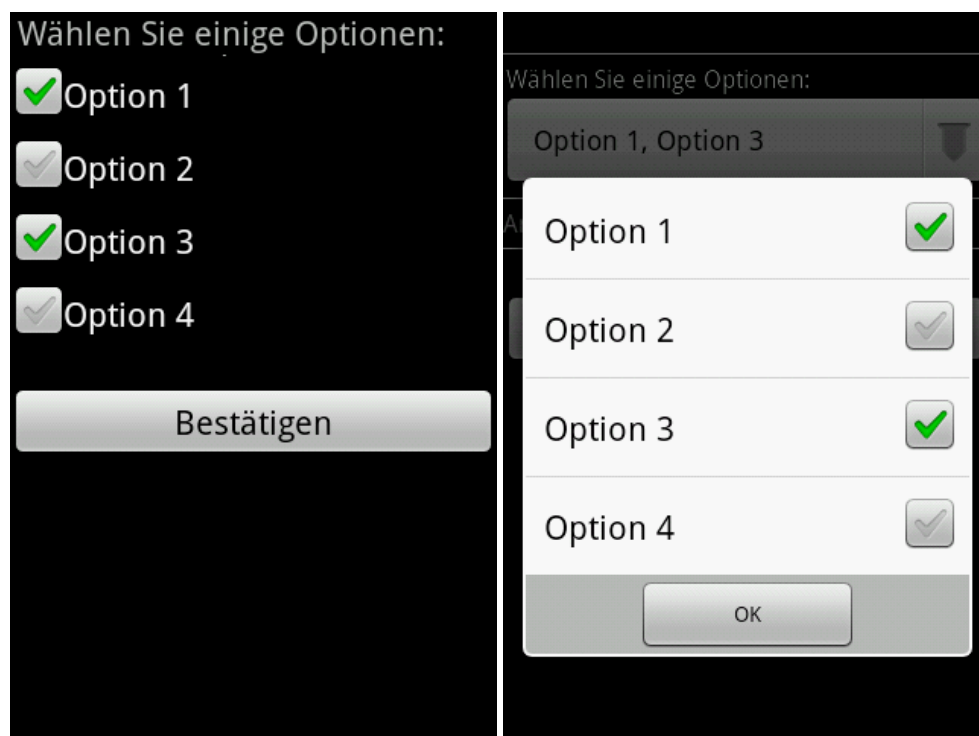 Wählen Sie einige Optionen:
Option 1
Option 2
Option 3
Option 4
Bestätigen
Wählen Sie einige Optionen:
Option 1, Option 3
Option 1
Option 2
Option 3
Option 4
OK